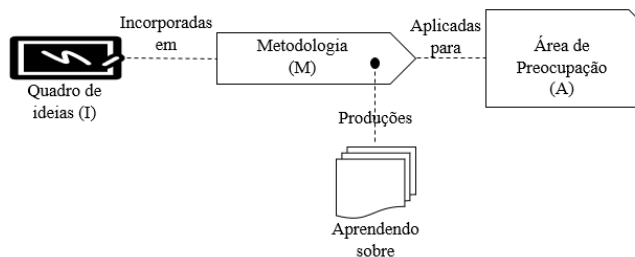 Incorporadas
em
Quadro de
ideias (I)
Metodologia
(M)
Aplicadas
para
Área de
Preocupação
(A)
Produções
Aprendendo
sobre